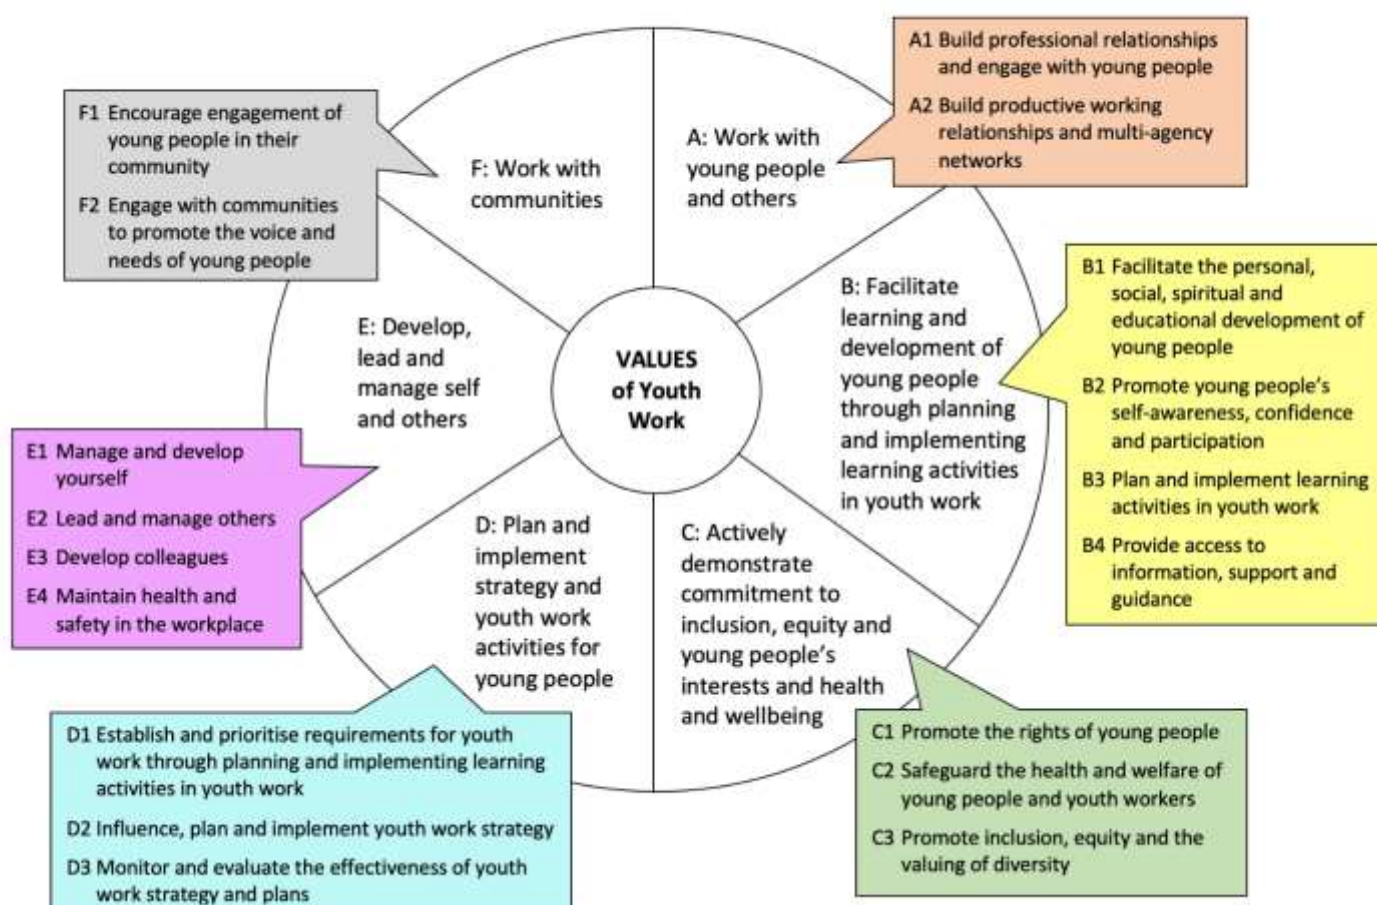 A1 Build professional relationships
and engage with young people
A2 Build productive working
relationships and multi-agency
networks
A: Work with
young people
and others
B1 Facilitate the personal,
social, spiritual and
educational development of
young people
B2 Promote young people's
self-awareness, confidence
and participation
B3 Plan and implement learning
activities in youth work
B4 Provide access to
information, support and
guidance
B: Facilitate
learning and
development of
young people
through planning
and implementing
learning activities
in youth work
C: Actively
demonstrate
commitment to
inclusion, equity and
young people's
interests and health
and wellbeing
C1 Promote the rights of young people
C2 Safeguard the health and welfare of
young people and youth workers
C3 Promote inclusion, equity and the
valuing of diversity
D: Plan and
implement
strategy and
youth work
activities for
young people
D1 Establish and prioritise requirements for youth
work through planning and implementing learning
activities in youth work
D2 Influence, plan and implement youth work strategy
D3 Monitor and evaluate the effectiveness of youth
work strategy and plans
E: Develop,
lead and
manage self
and others
E1 Manage and develop
yourself
E2 Lead and manage others
E3 Develop colleagues
E4 Maintain health and
safety in the workplace
F: Work with
communities
F1 Encourage engagement of
young people in their
community
F2 Engage with communities
to promote the voice and
needs of young people
VALUES
of Youth
Work